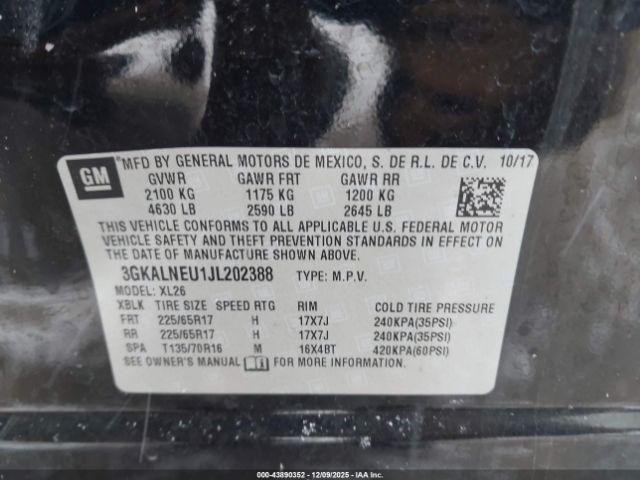 GM
*MFD BY GENERAL MOTORS DE MEXICO, S. DE R.L. DE C.V. 10/17
GVWR GAWR FRT GAWR RR
2100 KG 1175 KG 1200 KG
4630 LB 2590 LB 2645 LB
THIS VEHICLE CONFORMS TO ALL APPLICABLE U.S. FEDERAL MOTOR
VEHICLE SAFETY AND THEFT PREVENTION STANDARDS IN EFFECT ON
THE DATE OF MANUFACTURE SHOWN ABOVE.
3GKALNEU1JL202388 TYPE: M.P.V.
MODEL: XL26
XBLK TIRE SIZE SPEED RTG RIM COLD TIRE PRESSURE
FRT 225/65R17 H 17X7J 240KPA(35PSI)
RR 225/65R17 H 17X7J 240KPA(35PSI)
SPA T135/70R16 M 16X4BT 420KPA(60PSI)
SEE OWNER'S MANUAL FOR MORE INFORMATION
00-43890352 - 12/09/2025 - IAAI.COM